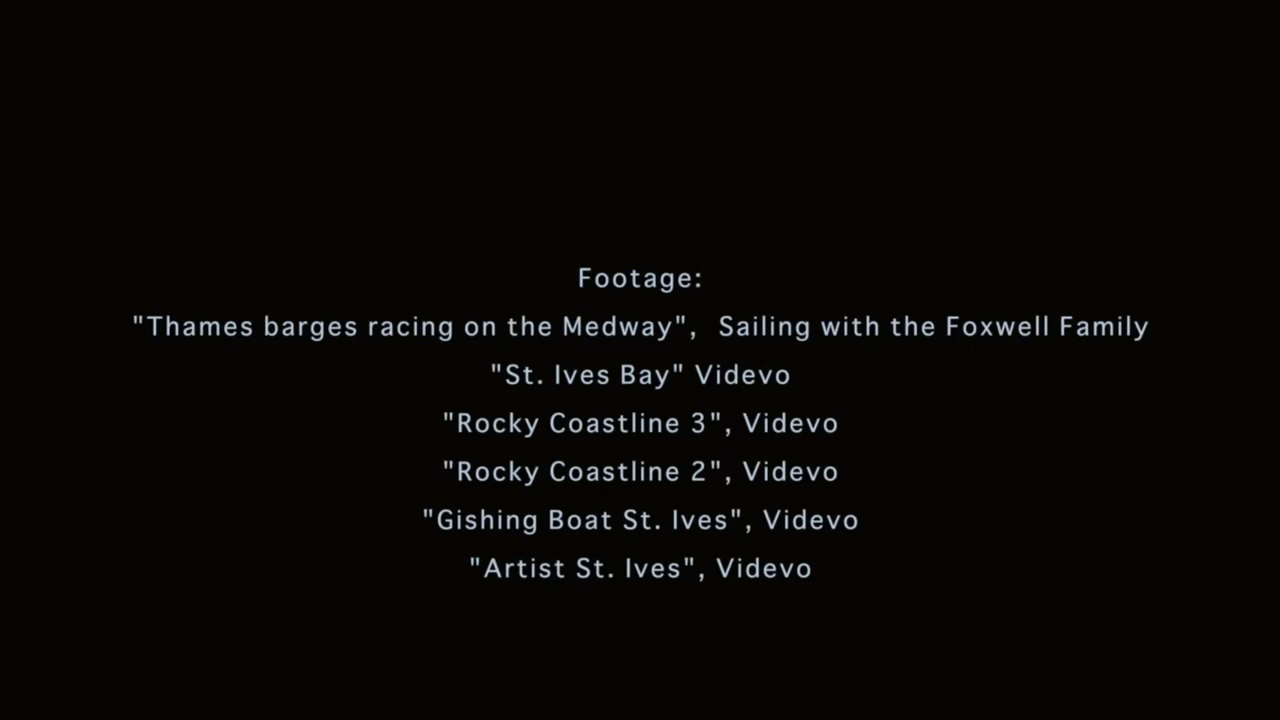 Footage:
"Thames barges racing on the Medway",  Sailing with the Foxwell Family
"St. Ives Bay" Videvo
"Rocky Coastline 3", Videvo
"Rocky Coastline 2", Videvo
"Gishing Boat St. Ives", Videvo
"Artist St. Ives", Videvo